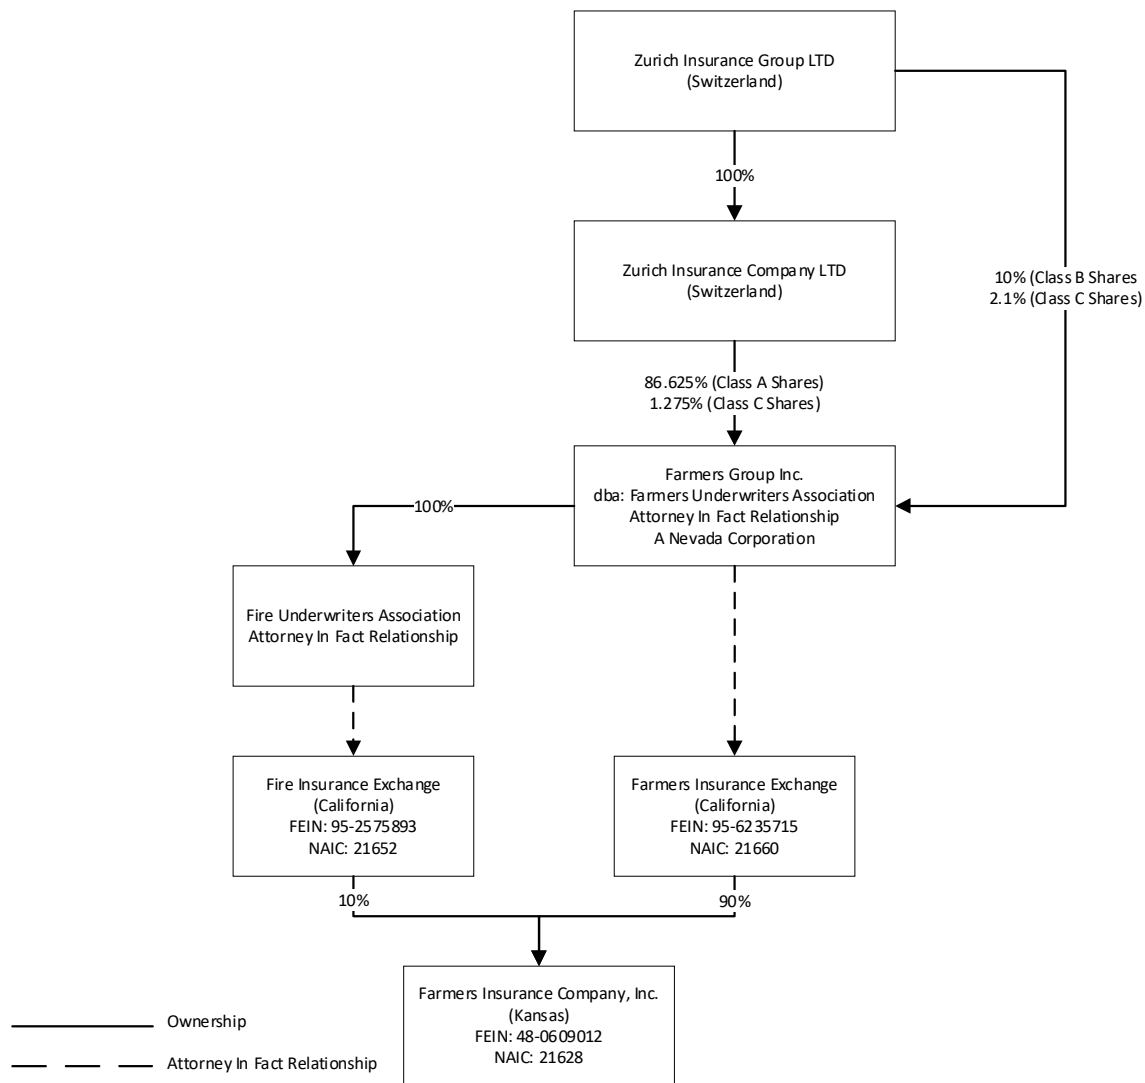 Zurich Insurance Group LTD
(Switzerland)
100%
Zurich Insurance Company LTD
(Switzerland)
10% (Class B Shares
2.1% (Class C Shares)
86.625% (Class A Shares)
1.275% (Class C Shares)
Farmers Group Inc.
dba: Farmers Underwriters Association
Attorney In Fact Relationship
A Nevada Corporation
100%
Fire Underwriters Association
Attorney In Fact Relationship
Fire Insurance Exchange
(California)
FEIN: 95-2575893
NAIC: 21652
Farmers Insurance Exchange
(California)
FEIN: 95-6235715
NAIC: 21660
10%
90%
Farmers Insurance Company, Inc.
(Kansas)
FEIN: 48-0609012
NAIC: 21628
Ownership
Attorney In Fact Relationship